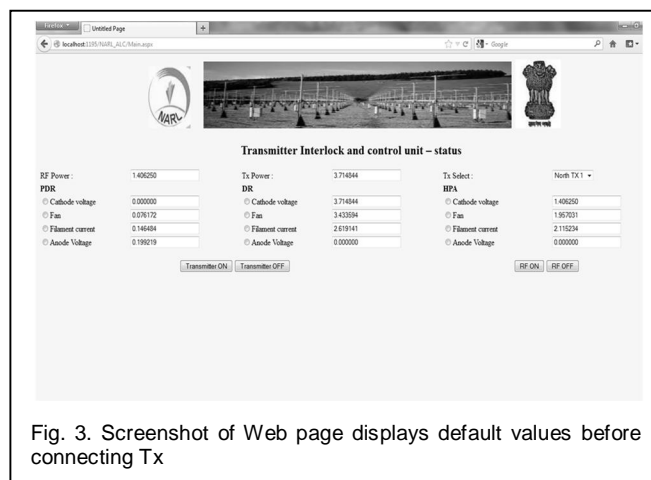 Firefox
Untitled Page
+
localhost:1195/NARL_ALC/Main.aspx
Google
NARL
Transmitter Interlock and control unit – status
RF Power : 1.406250 Tx Power : 3.714844 Tx Select : North TX 1
PDR DR HPA
Cathode voltage 0.000000 Cathode voltage 3.714844 Cathode voltage 1.406250
Fan 0.076172 Fan 3.433594 Fan 1.957031
Filament current 0.146484 Filament current 2.619141 Filament current 2.115234
Anode Voltage 0.199219 Anode Voltage 0.000000 Anode Voltage 0.000000
Transmitter ON Transmitter OFF RF ON RF OFF
Fig. 3. Screenshot of Web page displays default values before
connecting Tx